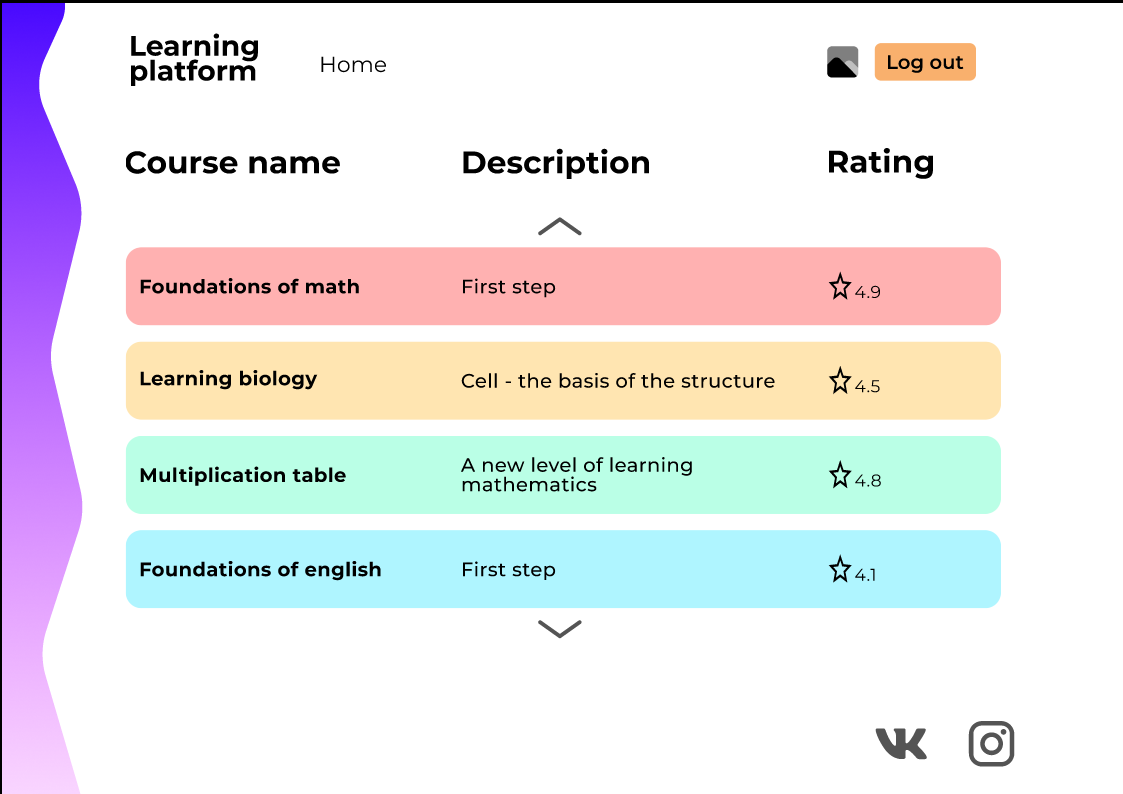 Learning
platform
Home
Log out
Course name
Description
Rating
Foundations of math
First step
4.9
Learning biology
Cell - the basis of the structure
4.5
Multiplication table
A new level of learning
mathematics
4.8
Foundations of english
First step
4.1
VK